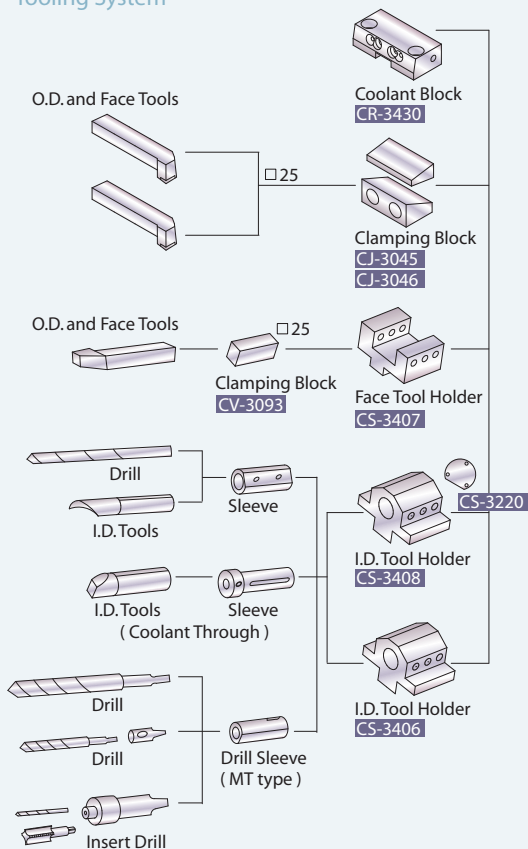 Tooling System
O.D. and Face Tools
Coolant Block
CR-3430
□25
Clamping Block
CJ-3045
CJ-3046
O.D. and Face Tools
□25
Clamping Block
CV-3093
Face Tool Holder
CS-3407
Drill
I.D. Tools
Sleeve
CS-3220
I.D. Tool Holder
CS-3408
I.D. Tools
( Coolant Through )
Sleeve
I.D. Tool Holder
CS-3406
Drill
Drill
Drill Sleeve
( MT type )
Insert Drill